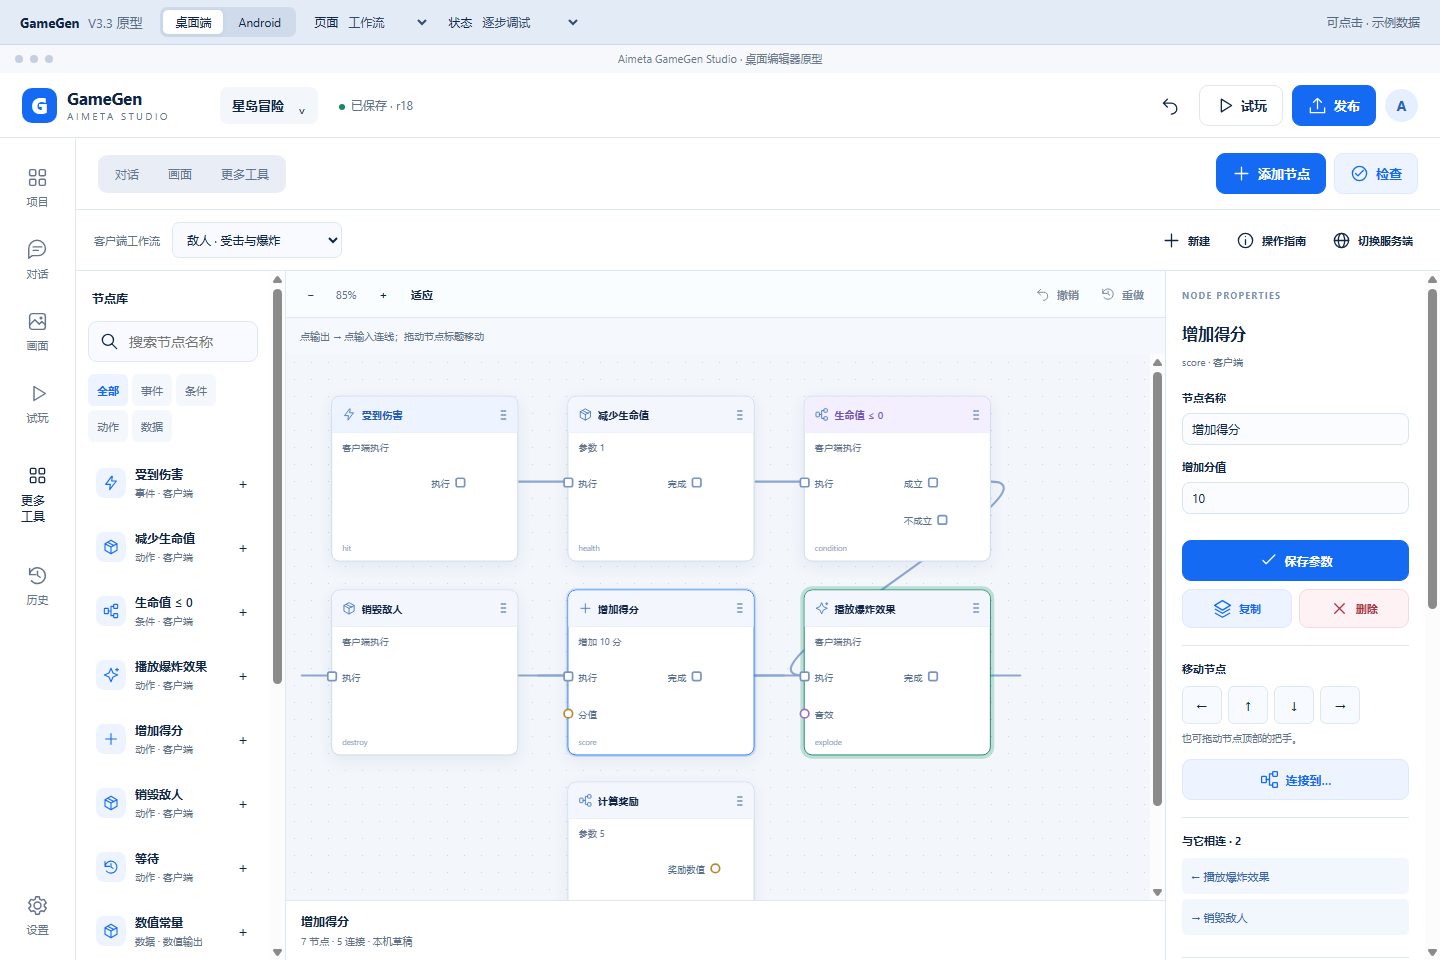 GameGen V3.3 原型 桌面端 Android 页面 工作流 状态 逐步调试 可点击 · 示例数据
Aimeta GameGen Studio · 桌面编辑器原型
G GameGen
AIMETA STUDIO
星岛冒险 已保存 · r18 试玩 发布 A
对话 画面 更多工具 添加节点 检查
客户端工作流 敌人 · 受击与爆炸 新建 操作指南 切换服务端
项目
对话
画面
试玩
更多
工具
历史
设置
节点库
搜索节点名称
全部 事件 条件
动作 数据
受到伤害
事件 · 客户端
+
减少生命值
动作 · 客户端
+
生命值 ≤ 0
条件 · 客户端
+
播放爆炸效果
动作 · 客户端
+
增加得分
动作 · 客户端
+
销毁敌人
动作 · 客户端
+
等待
动作 · 客户端
+
数值常量
数据 · 数值输出
+
− 85% + 适应 撤销 重做
点输出 → 点输入连线；拖动节点标题移动
受到伤害
客户端执行
执行
hit
减少生命值
参数 1
执行 完成
health
生命值 ≤ 0
客户端执行
执行 成立
不成立
condition
销毁敌人
客户端执行
执行
destroy
增加得分
增加 10 分
执行 完成
分值
score
播放爆炸效果
客户端执行
执行 完成
音效
explode
计算奖励
参数 5
奖励数值
增加得分
7 节点 · 5 连接 · 本机草稿
NODE PROPERTIES
增加得分
score · 客户端
节点名称
增加得分
增加分值
10
保存参数
复制 删除
移动节点
← ↑ ↓ →
也可拖动节点顶部的把手。
连接到...
与它相连 · 2
← 播放爆炸效果
→ 销毁敌人